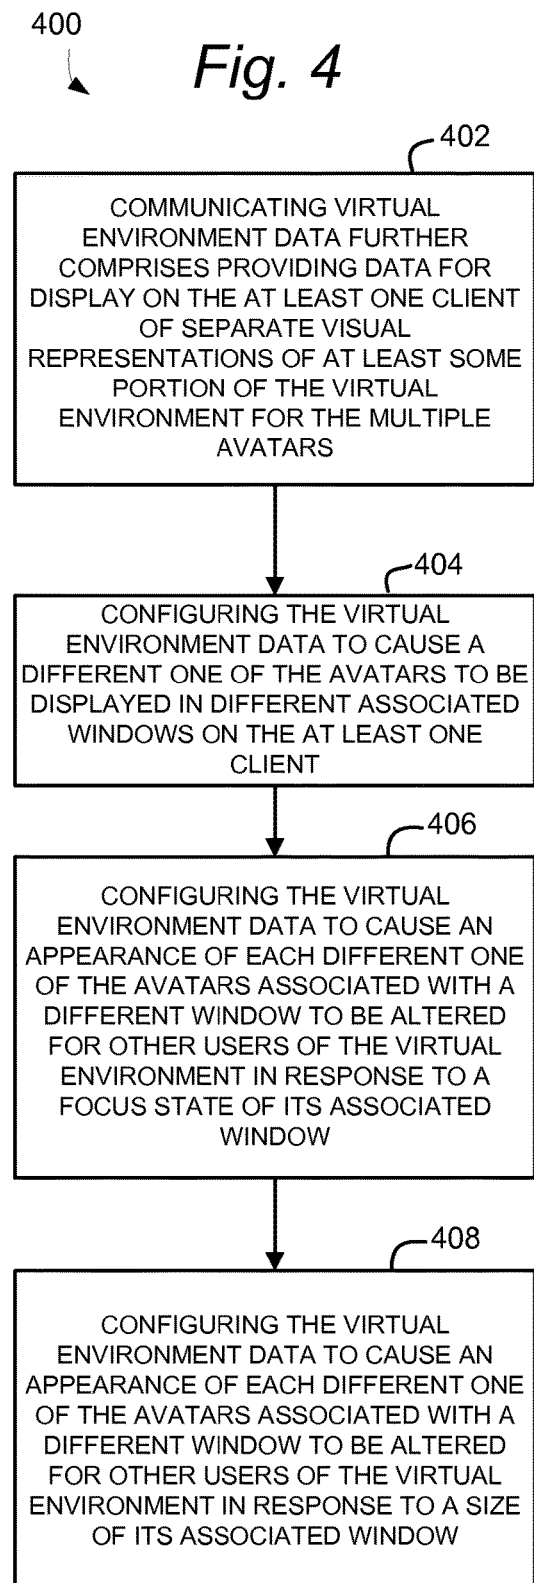 400
Fig. 4
402
COMMUNICATING VIRTUAL
ENVIRONMENT DATA FURTHER
COMPRISES PROVIDING DATA FOR
DISPLAY ON THE AT LEAST ONE CLIENT
OF SEPARATE VISUAL
REPRESENTATIONS OF AT LEAST SOME
PORTION OF THE VIRTUAL
ENVIRONMENT FOR THE MULTIPLE
AVATARS
404
CONFIGURING THE VIRTUAL
ENVIRONMENT DATA TO CAUSE A
DIFFERENT ONE OF THE AVATARS TO BE
DISPLAYED IN DIFFERENT ASSOCIATED
WINDOWS ON THE AT LEAST ONE
CLIENT
406
CONFIGURING THE VIRTUAL
ENVIRONMENT DATA TO CAUSE AN
APPEARANCE OF EACH DIFFERENT ONE
OF THE AVATARS ASSOCIATED WITH A
DIFFERENT WINDOW TO BE ALTERED
FOR OTHER USERS OF THE VIRTUAL
ENVIRONMENT IN RESPONSE TO A
FOCUS STATE OF ITS ASSOCIATED
WINDOW
408
CONFIGURING THE VIRTUAL
ENVIRONMENT DATA TO CAUSE AN
APPEARANCE OF EACH DIFFERENT ONE
OF THE AVATARS ASSOCIATED WITH A
DIFFERENT WINDOW TO BE ALTERED
FOR OTHER USERS OF THE VIRTUAL
ENVIRONMENT IN RESPONSE TO A SIZE
OF ITS ASSOCIATED WINDOW